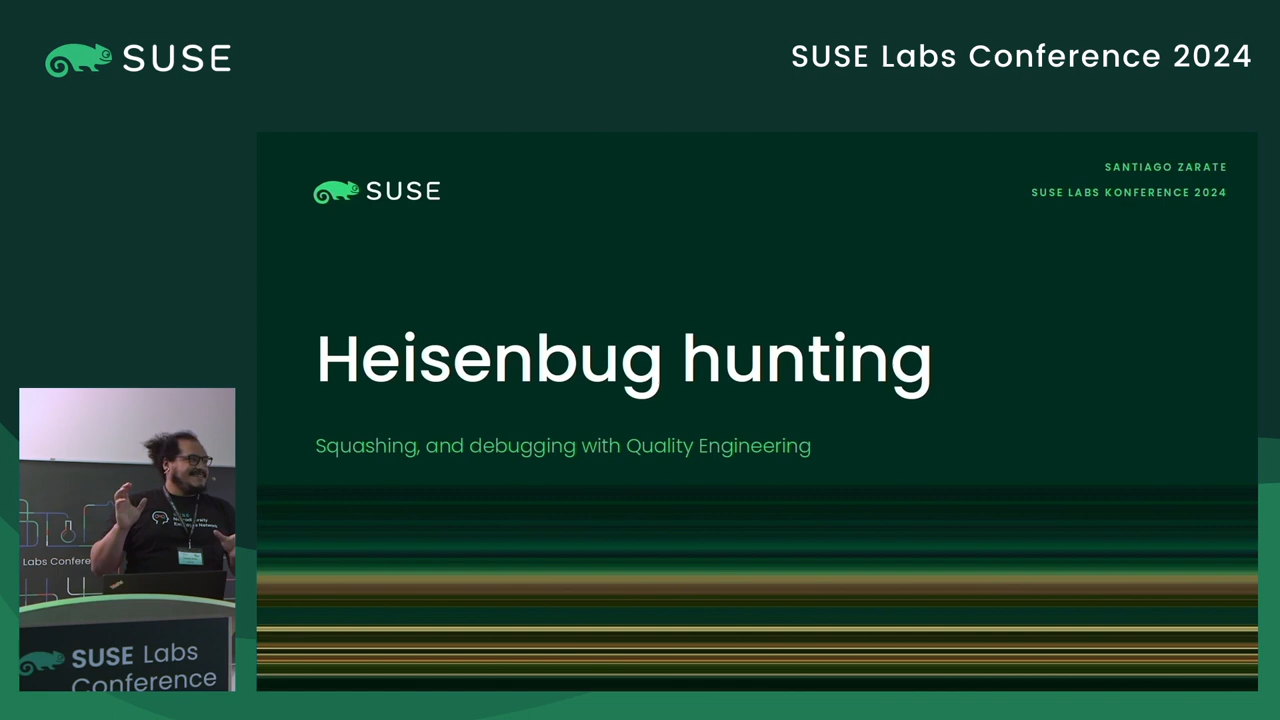 SUSE
SUSE Labs Conference 2024
SUSE
SANTIAGO ZARATE
SUSE LABS KONFERENCE 2024
Heisenbug hunting
Squashing, and debugging with Quality Engineering
Labs Confere
SUSE Labs
Conference